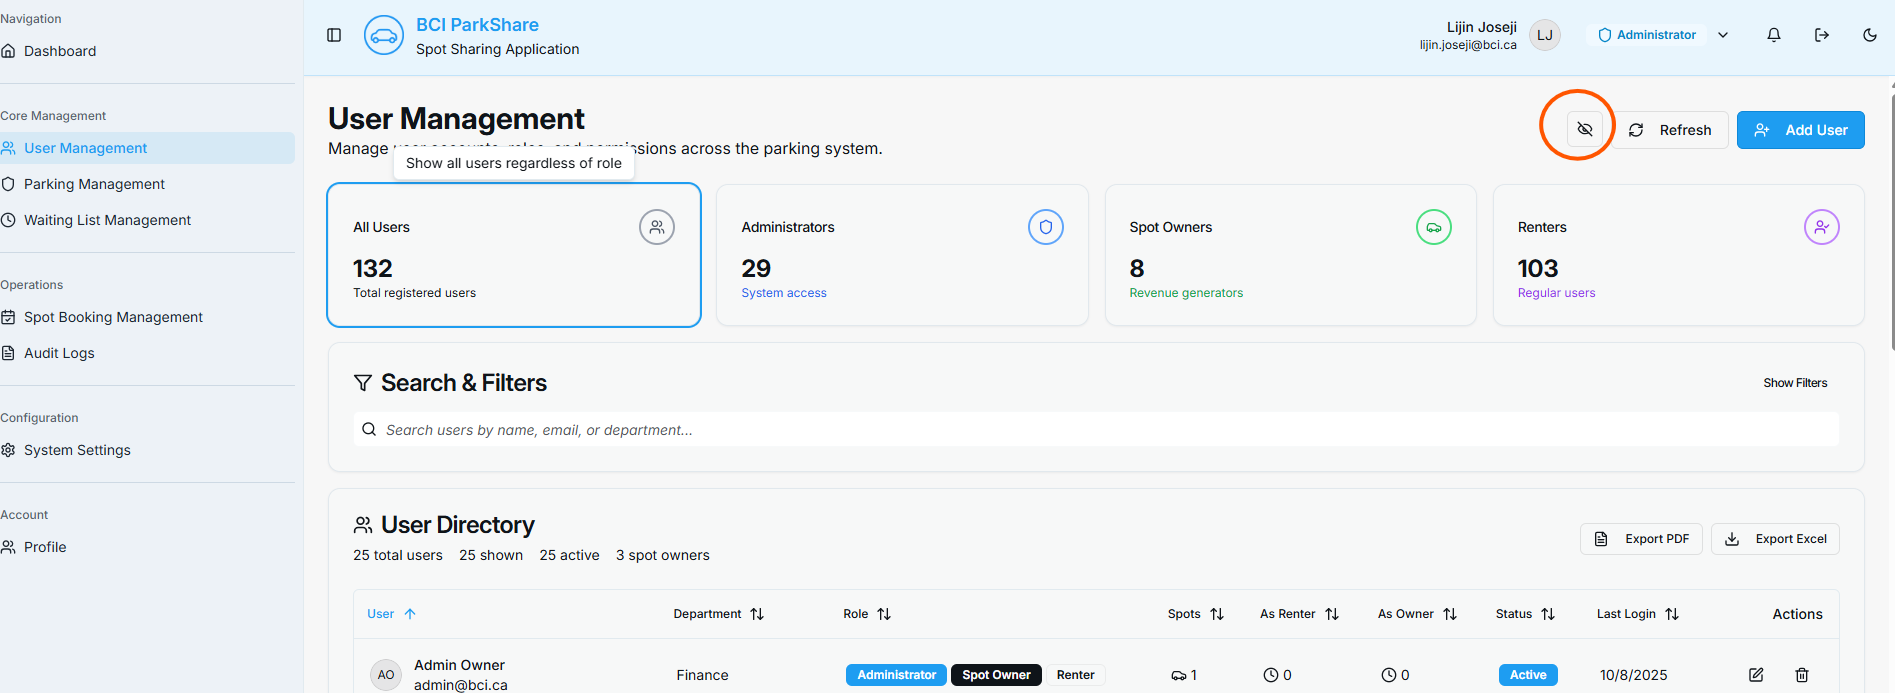 Navigation
Dashboard
Core Management
User Management
Parking Management
Waiting List Management
Operations
Spot Booking Management
Audit Logs
Configuration
System Settings
Account
Profile
BCI ParkShare
Spot Sharing Application
Lijin Joseji
lijin.joseji@bci.ca
LJ
Administrator
User Management
Manage user accounts, roles, and permissions across the parking system.
Show all users regardless of role
Refresh
Add User
All Users
132
Total registered users
Administrators
29
System access
Spot Owners
8
Revenue generators
Renters
103
Regular users
Search & Filters
Show Filters
Search users by name, email, or department...
User Directory
25 total users 25 shown 25 active 3 spot owners
Export PDF
Export Excel
User Department Role Spots As Renter As Owner Status Last Login Actions
AO
Admin Owner
admin@bci.ca
Finance
Administrator Spot Owner Renter
1
0
0
Active
10/8/2025